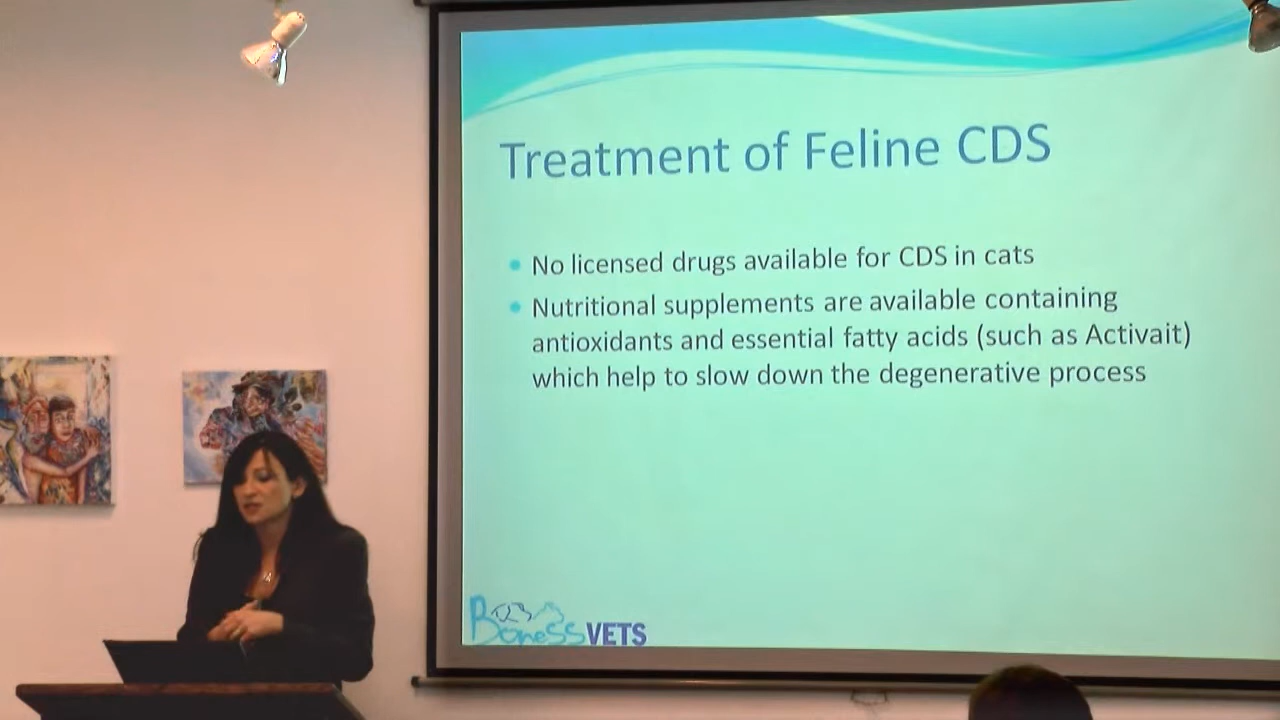 Treatment of Feline CDS
No licensed drugs available for CDS in cats
Nutritional supplements are available containing
antioxidants and essential fatty acids (such as Activait)
which help to slow down the degenerative process
Boness VETS